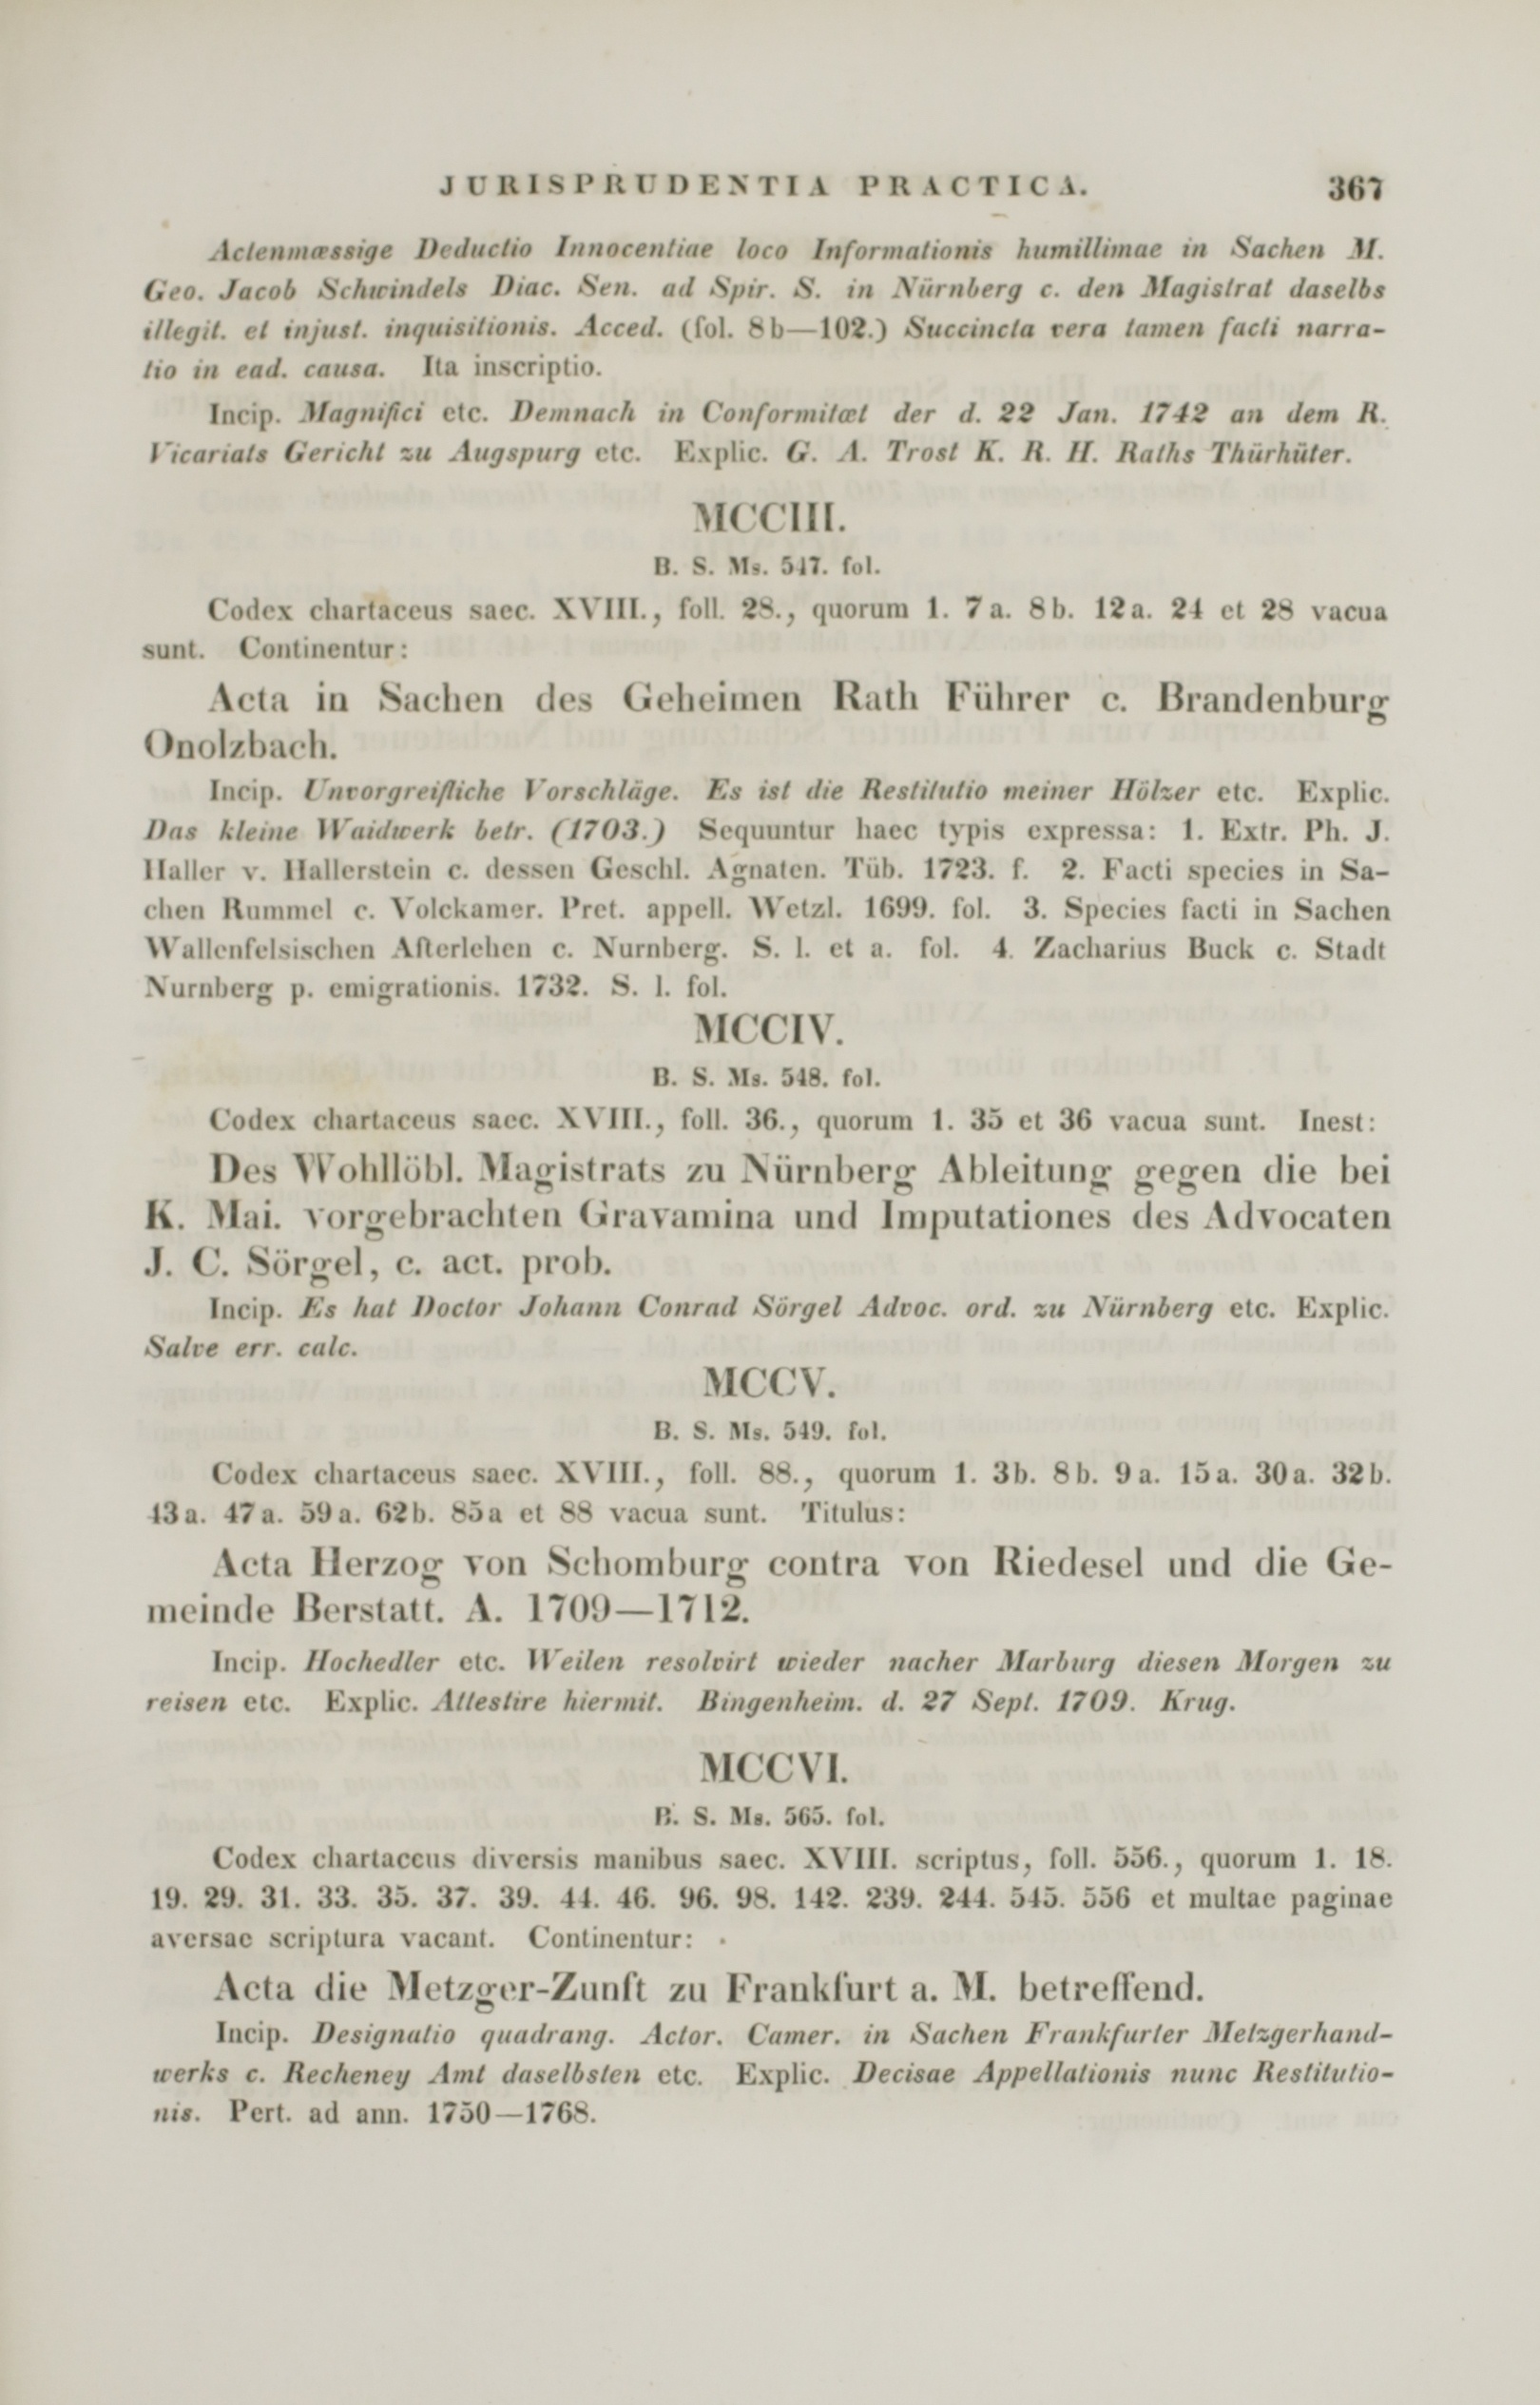 JURISPRUDENTIA PRACTICA. 367
Actenmæssige Deductio Innocentiae loco Informationis humillimae in Sachen M.
Geo. Jacob Schwindels Diac. Sen. ad Spir. S. in Nürnberg c. den Magistrat daselbs
illegit. et injust. inquisitionis. Acced. (fol. 8b—102.) Succincta vera tamen facti narra-
tio in ead. causa. Ita inscriptio.
Incip. Magnifici etc. Demnach in Conformitæt der d. 22 Jan. 1742 an dem R.
Vicariats Gericht zu Augspurg etc. Explic. G. A. Trost K. R. H. Raths Thürhüter.
MCCIII.
B. S. Ms. 547. fol.
Codex chartaceus saec. XVIII., foll. 28., quorum 1. 7a. 8b. 12a. 24 et 28 vacua
sunt. Continentur:
Acta in Sachen des Geheimen Rath Führer c. Brandenburg
Onolzbach.
Incip. Unvorgreifliche Vorschläge. Es ist die Restitutio meiner Hölzer etc. Explic.
Das kleine Waidwerk betr. (1703.) Sequuntur haec typis expressa: 1. Extr. Ph. J.
Haller v. Hallerstein c. dessen Geschl. Agnaten. Tüb. 1723. f. 2. Facti species in Sa-
chen Rummel c. Volckamer. Pret. appell. Wetzl. 1699. fol. 3. Species facti in Sachen
Wallenfelsischen Afterlehen c. Nurnberg. S. l. et a. fol. 4. Zacharius Buck c. Stadt
Nurnberg p. emigrationis. 1732. S. l. fol.
MCCIV.
B. S. Ms. 548. fol.
Codex chartaceus saec. XVIII., foll. 36., quorum 1. 35 et 36 vacua sunt. Inest:
Des Wohllöbl. Magistrats zu Nürnberg Ableitung gegen die bei
K. Mai. vorgebrachten Gravamina und Imputationes des Advocaten
J. C. Sörgel, c. act. prob.
Incip. Es hat Doctor Johann Conrad Sörgel Advoc. ord. zu Nürnberg etc. Explic.
Salve err. calc.
MCCV.
B. S. Ms. 549. fol.
Codex chartaceus saec. XVIII., foll. 88., quorum 1. 3b. 8b. 9a. 15a. 30a. 32b.
43a. 47a. 59a. 62b. 85a et 88 vacua sunt. Titulus:
Acta Herzog von Schomburg contra von Riedesel und die Ge-
meinde Berstatt. A. 1709—1712.
Incip. Hochedler etc. Weilen resolvirt wieder nacher Marburg diesen Morgen zu
reisen etc. Explic. Attestire hiermit. Bingenheim. d. 27 Sept. 1709. Krug.
MCCVI.
B. S. Ms. 565. fol.
Codex chartaceus diversis manibus saec. XVIII. scriptus, foll. 556., quorum 1. 18.
19. 29. 31. 33. 35. 37. 39. 44. 46. 96. 98. 142. 239. 244. 545. 556 et multae paginae
aversae scriptura vacant. Continentur:
Acta die Metzger-Zunft zu Frankfurt a. M. betreffend.
Incip. Designatio quadrang. Actor. Camer. in Sachen Frankfurter Metzgerhand-
werks c. Recheney Amt daselbsten etc. Explic. Decisae Appellationis nunc Restitutio-
nis. Pert. ad ann. 1750—1768.